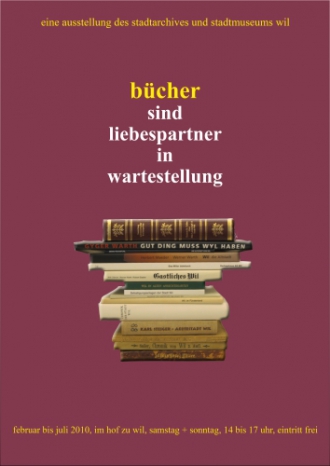 eine ausstellung des stadtarchives und stadtmuseums wil
bücher
sind
liebespartner
in
wartestellung
GUT DING MUSS WYL HABEN
Gastliches Wil
februar bis juli 2010, im hof zu wil, samstag + sonntag, 14 bis 17 uhr, eintritt frei